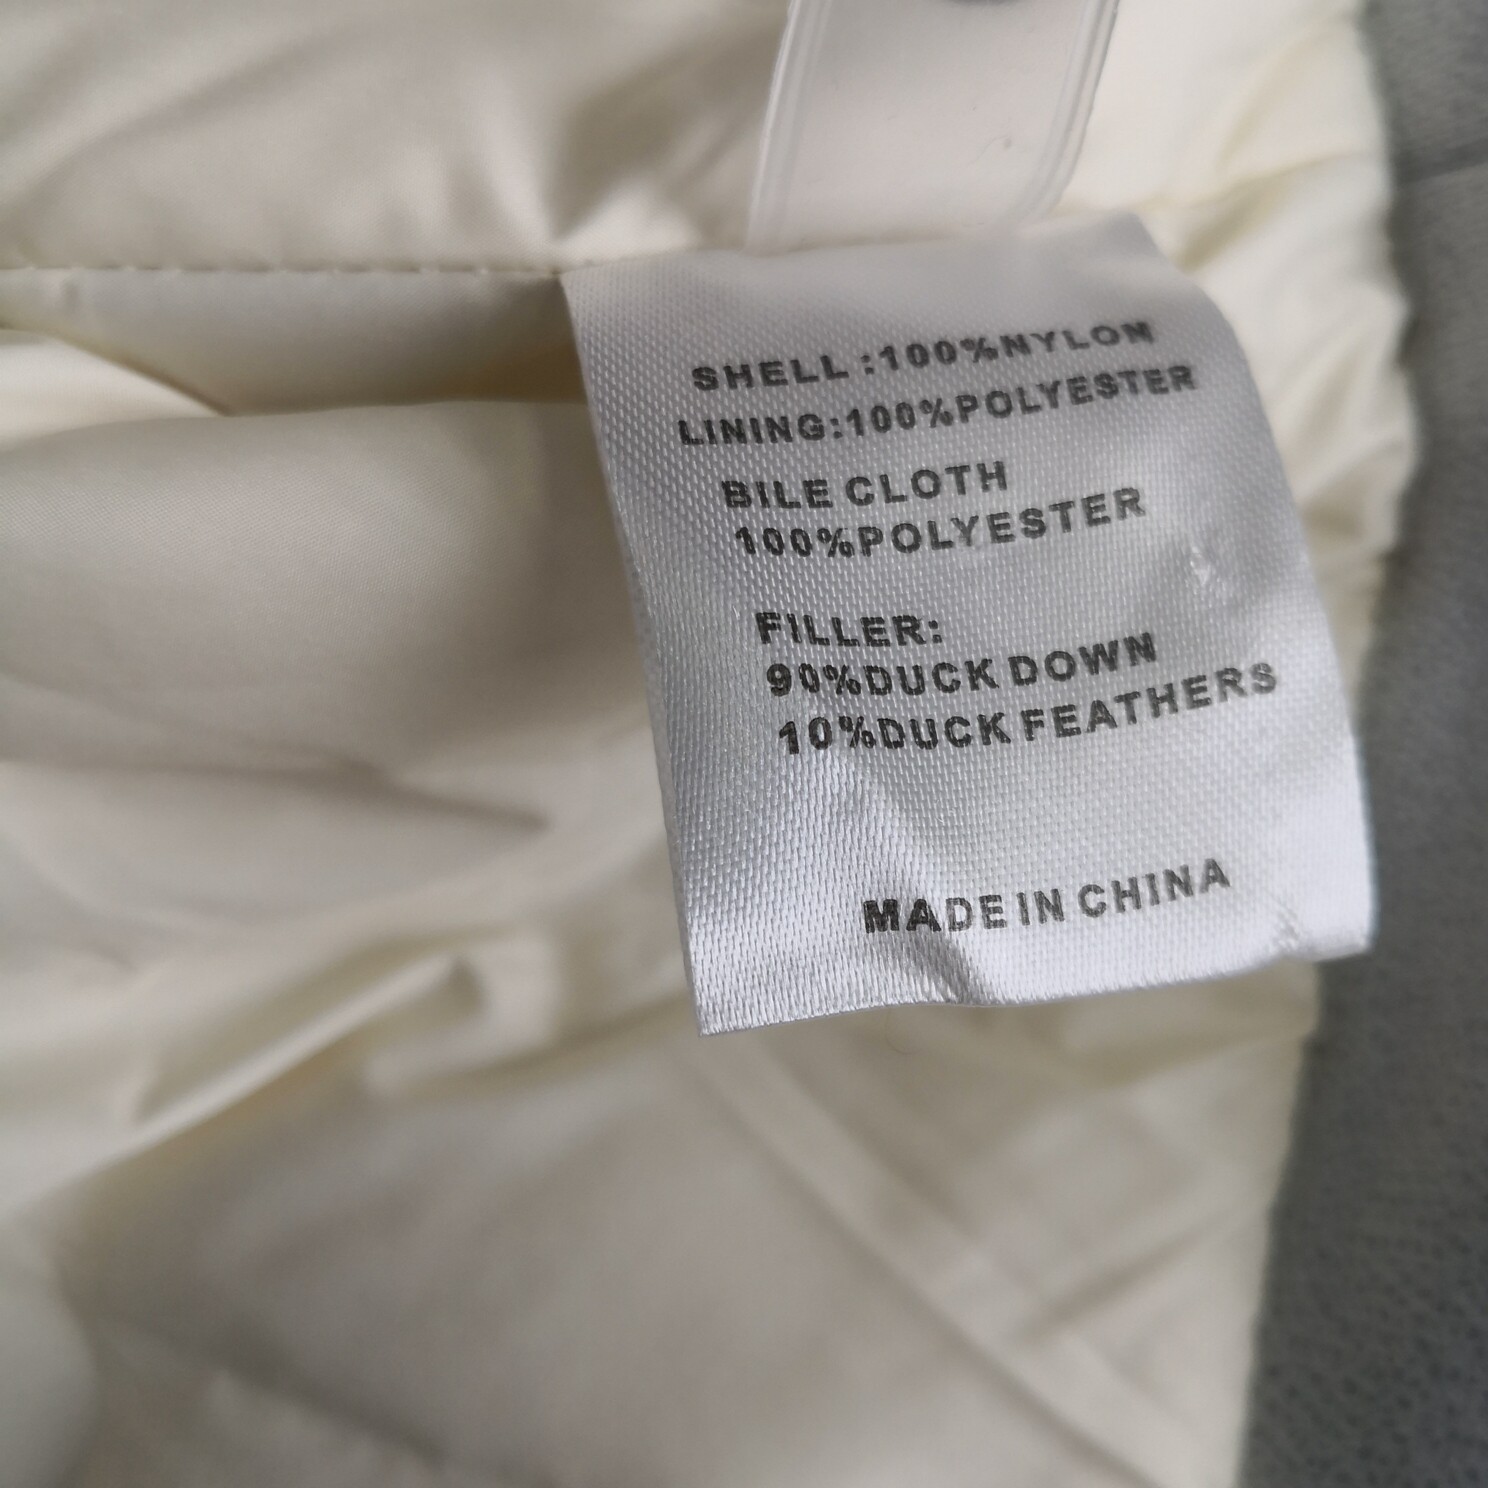 SHELL:100%NYLON
LINING:100%POLYESTER
BILE CLOTH
100%POLYESTER
FILLER:
90%DUCK DOWN
10%DUCK FEATHERS
MADE IN CHINA